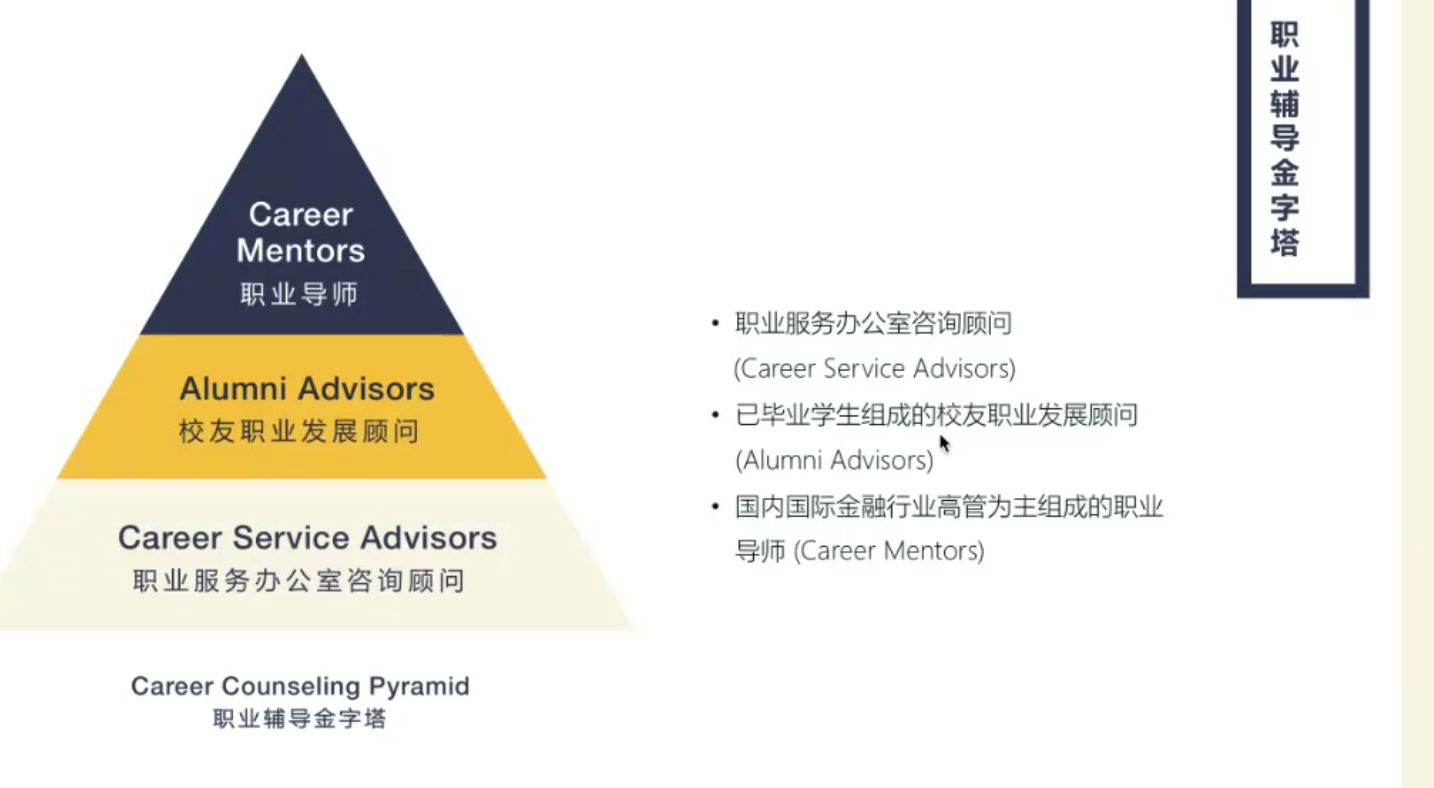 职业辅导金字塔
Career
Mentors
职业导师
Alumni Advisors
校友职业发展顾问
Career Service Advisors
职业服务办公室咨询顾问
Career Counseling Pyramid
职业辅导金字塔
• 职业服务办公室咨询顾问
(Career Service Advisors)
• 已毕业学生组成的校友职业发展顾问
(Alumni Advisors)
• 国内国际金融行业高管为主组成的职业
导师 (Career Mentors)